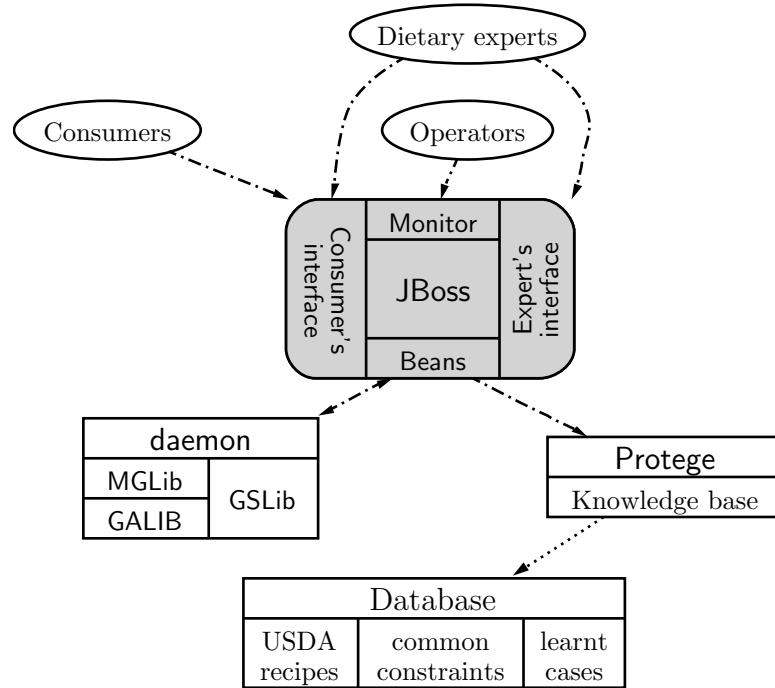 Dietary experts
Consumers
Operators
Consumer's
interface
Monitor
JBoss
Beans
Expert's
interface
daemon
MGLib
GALIB
GSLib
Protege
Knowledge base
Database
USDA
recipes
common
constraints
learnt
cases